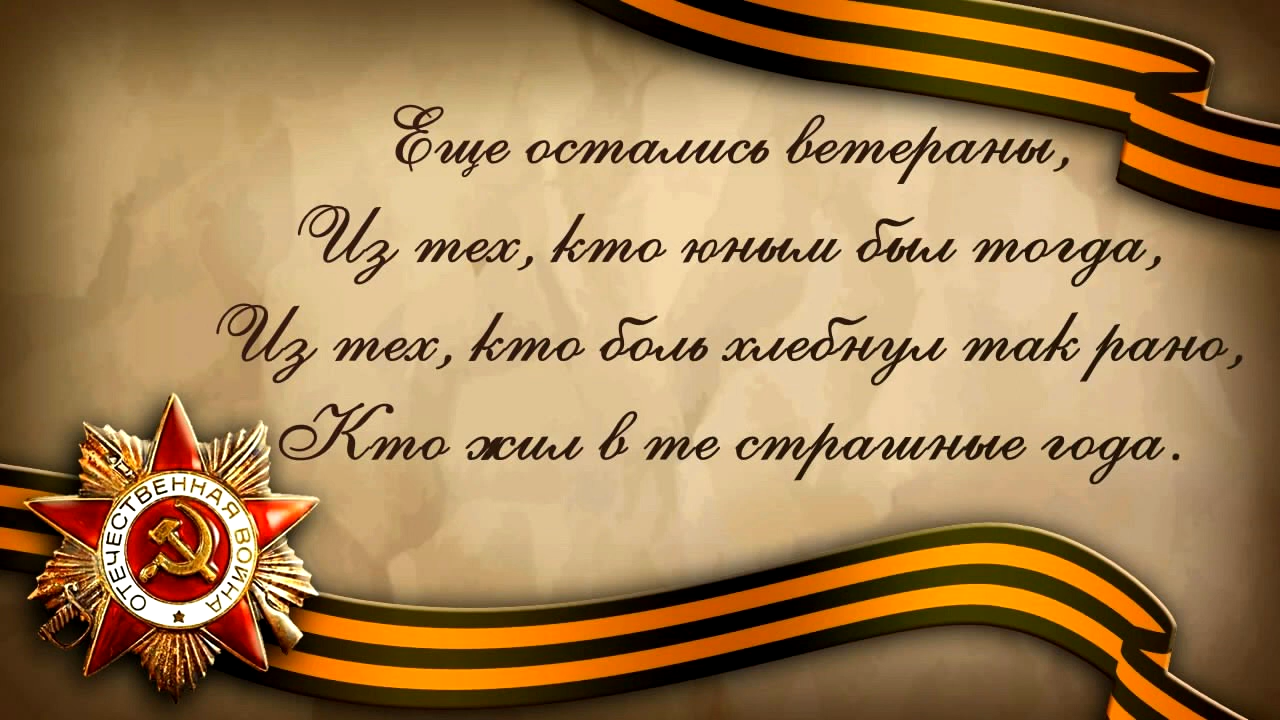 Еще остались ветераны,
Из тех, кто юным был тогда,
Из тех, кто боль хлебнул так рано,
Кто жил в те страшные года.
ОТЕЧЕСТВЕННАЯ ВОЙНА